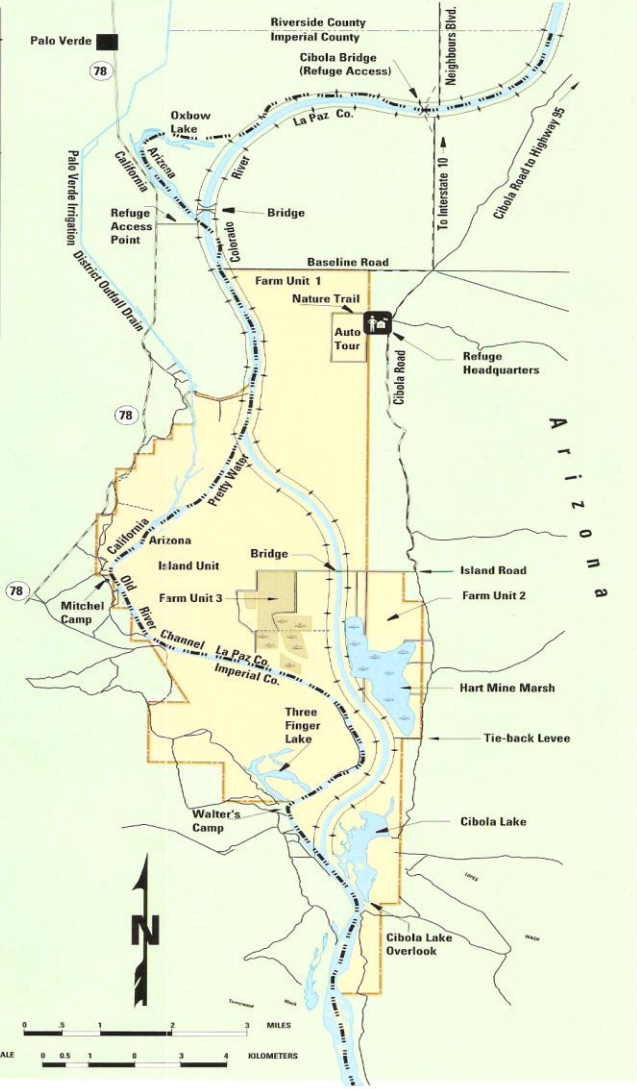 Riverside County
Imperial County
Palo Verde
78
Neighbours Blvd.
Cibola Bridge
(Refuge Access)
Oxbow
Lake
La Paz Co.
Cibola Road to Highway 95
To Interstate 10
Arizona
California
River
Palo Verde Irrigation
District Outfall Drain
Refuge
Access
Point
Bridge
Colorado
Baseline Road
Farm Unit 1
Nature Trail
Auto
Tour
Refuge
Headquarters
Cibola Road
78
Arizona
Pretty Water
California
Arizona
Island Unit
Bridge
Island Road
78
Mitchel
Camp
Old
River
Channel
Farm Unit 3
Farm Unit 2
La Paz Co.
Imperial Co.
Hart Mine Marsh
Three
Finger
Lake
Tie-back Levee
Walter's
Camp
Cibola Lake
LOPEZ
WASH
N
Cibola Lake
Overlook
Wash
0 .5 1 2 3 MILES
ALE 0 0.5 1 0 3 4 KILOMETERS